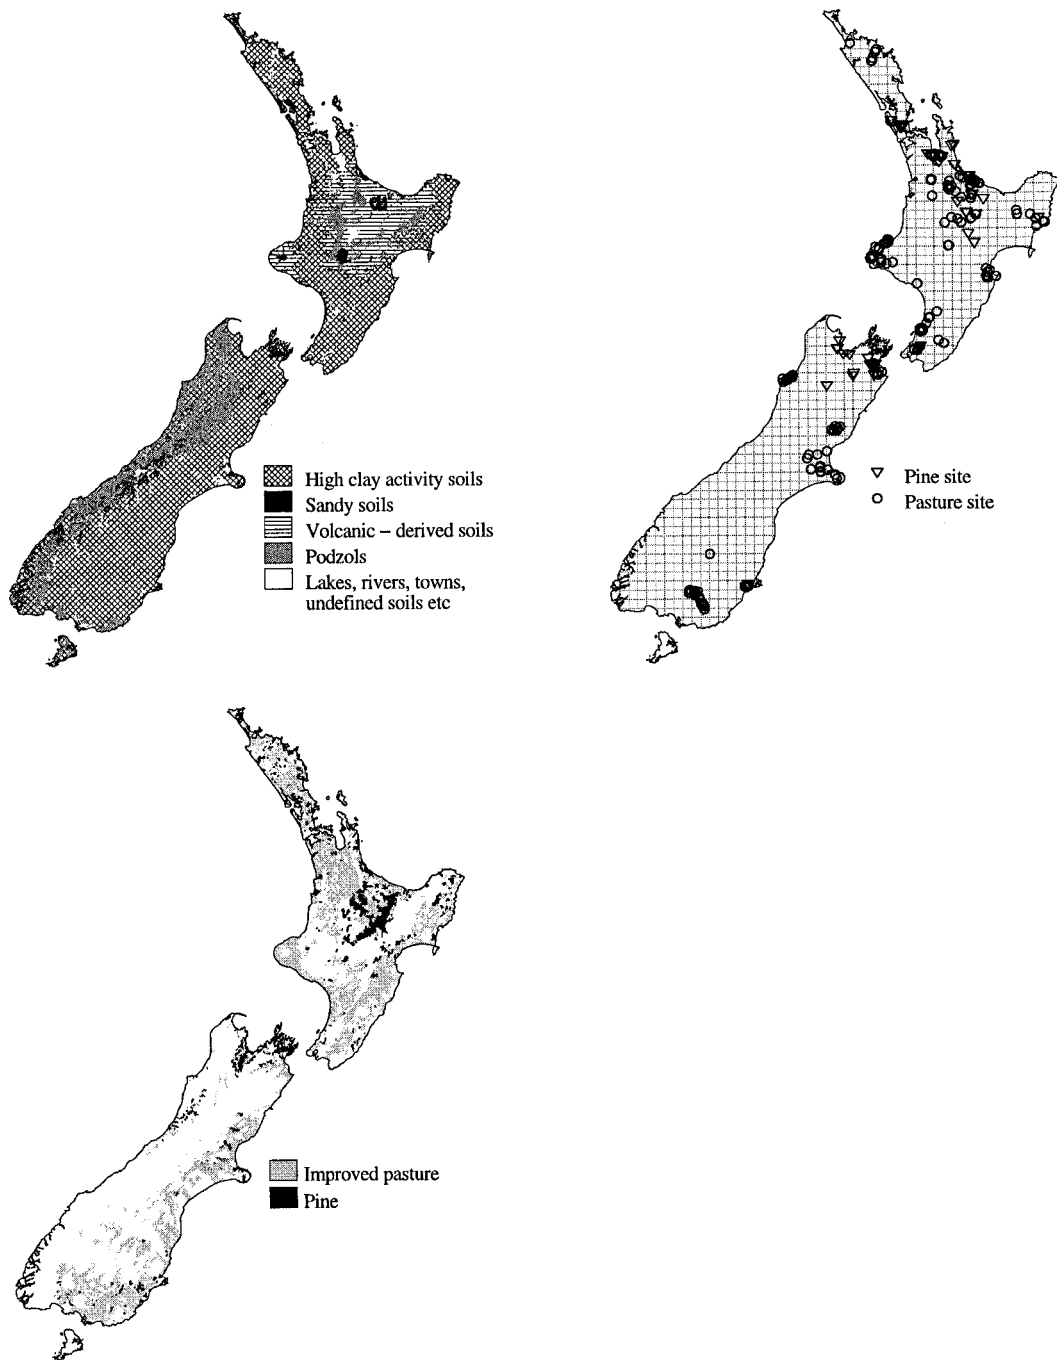 High clay activity soils
Sandy soils
Volcanic – derived soils
Podzols
Lakes, rivers, towns,
undefined soils etc
Pine site
Pasture site
Improved pasture
Pine